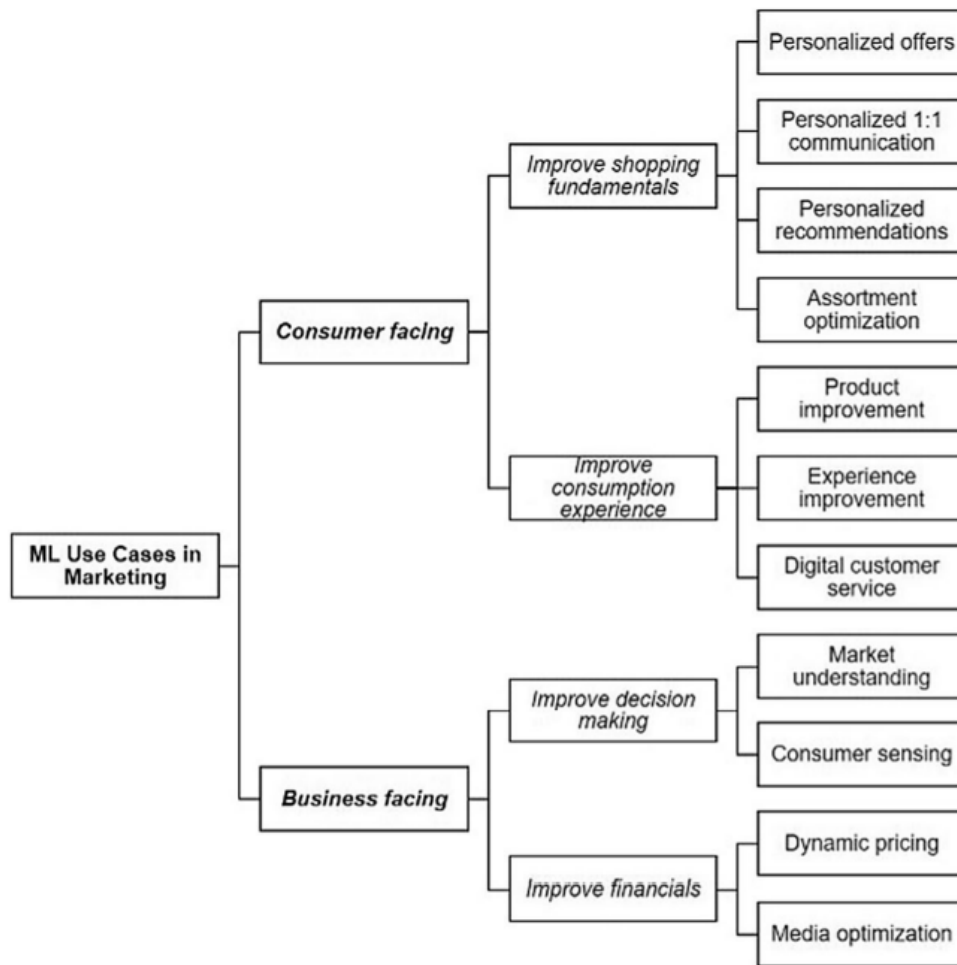 Personalized offers
Personalized 1:1
communication
Improve shopping
fundamentals
Personalized
recommendations
Assortment
optimization
Consumer facing
Product
improvement
Improve
consumption
experience
Experience
improvement
ML Use Cases in
Marketing
Digital customer
service
Market
understanding
Improve decision
making
Consumer sensing
Business facing
Dynamic pricing
Improve financials
Media optimization